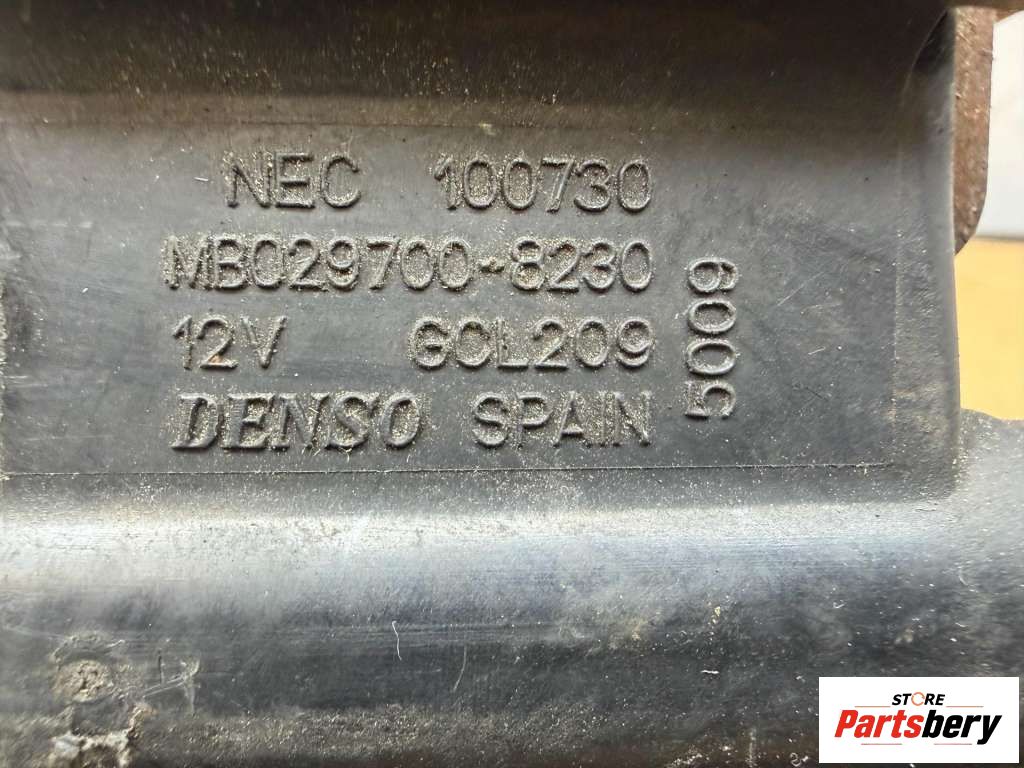 NEC 100730
MB029700-8230
12V GCL209
DENSO SPAIN
5009
STORE
Partsbery